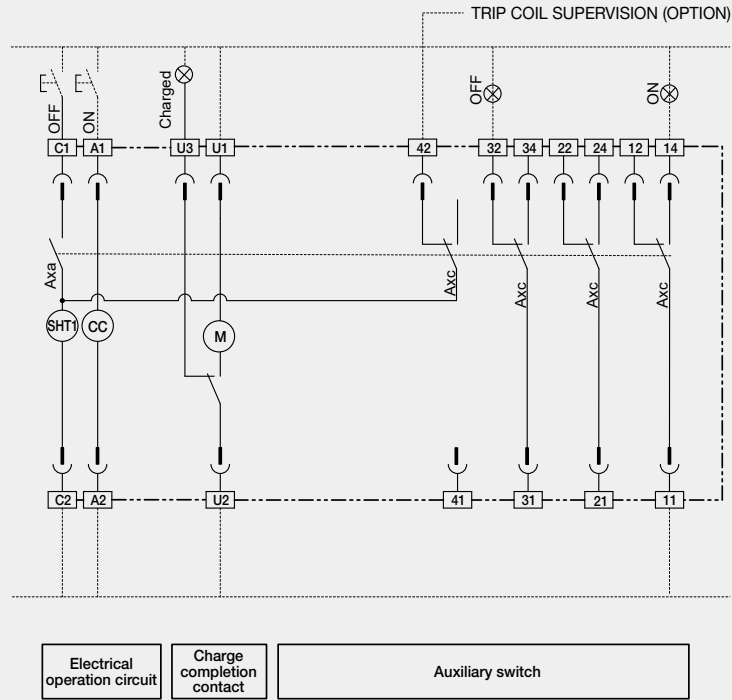 TRIP COIL SUPERVISION (OPTION)
OFF
ON
Charged
OFF
ON
C1 A1 U3 U1 42 32 34 22 24 12 14
Axa
Axc
Axc
Axc
Axc
SHT1
CC
M
C2 A2 U2 41 31 21 11
Electrical
operation circuit
Charge
completion
contact
Auxiliary switch